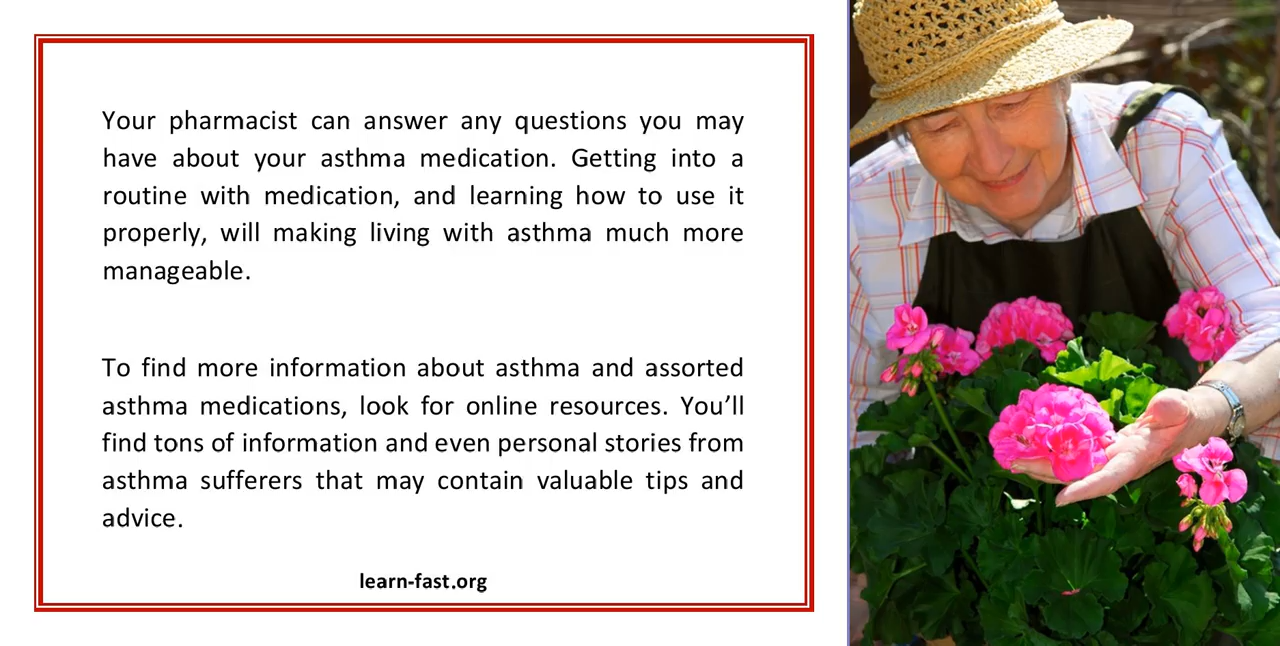 Your pharmacist can answer any questions you may
have about your asthma medication. Getting into a
routine with medication, and learning how to use it
properly, will making living with asthma much more
manageable.
To find more information about asthma and assorted
asthma medications, look for online resources. You’ll
find tons of information and even personal stories from
asthma sufferers that may contain valuable tips and
advice.
learn-fast.org